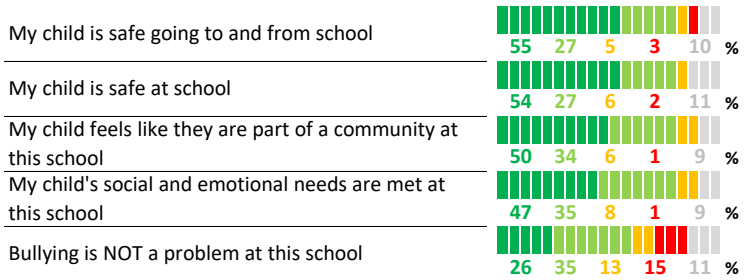 My child is safe going to and from school
55 27 5 3 10 %
My child is safe at school
54 27 6 2 11 %
My child feels like they are part of a community at
this school
50 34 6 1 9 %
My child's social and emotional needs are met at
this school
47 35 8 1 9 %
Bullying is NOT a problem at this school
26 35 13 15 11 %